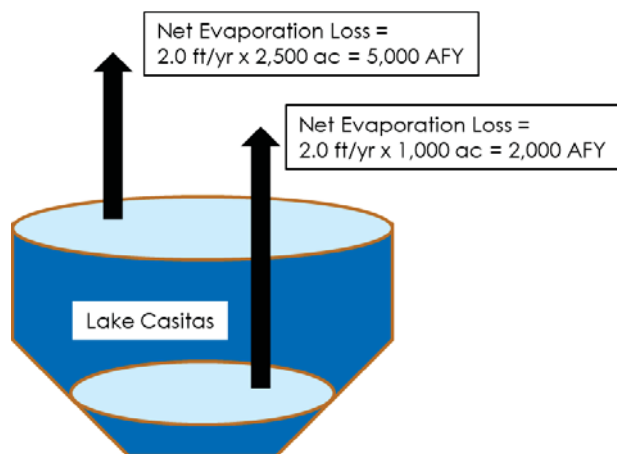 Net Evaporation Loss =
2.0 ft/yr x 2,500 ac = 5,000 AFY
Net Evaporation Loss =
2.0 ft/yr x 1,000 ac = 2,000 AFY
Lake Casitas